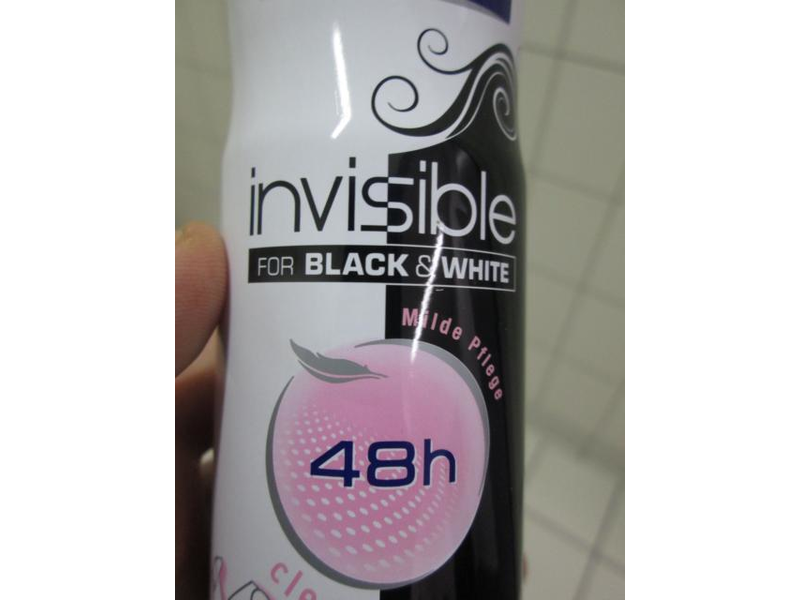 invisible
FOR BLACK & WHITE
Milde Pflege
48h